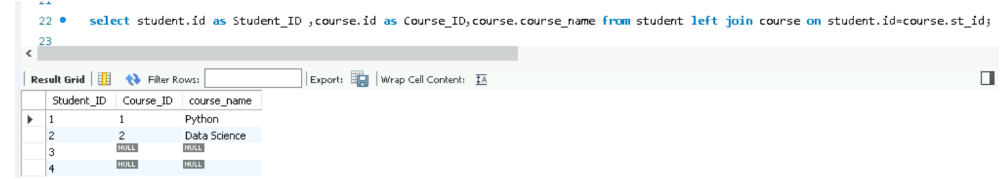 21
22 select student.id as Student_ID ,course.id as Course_ID,course.course_name from student left join course on student.id=course.st_id;
23
Result Grid Filter Rows: Export: Wrap Cell Content: IA
Student_ID Course_ID course_name
1 1 Python
2 2 Data Science
3 NULL NULL
4 NULL NULL